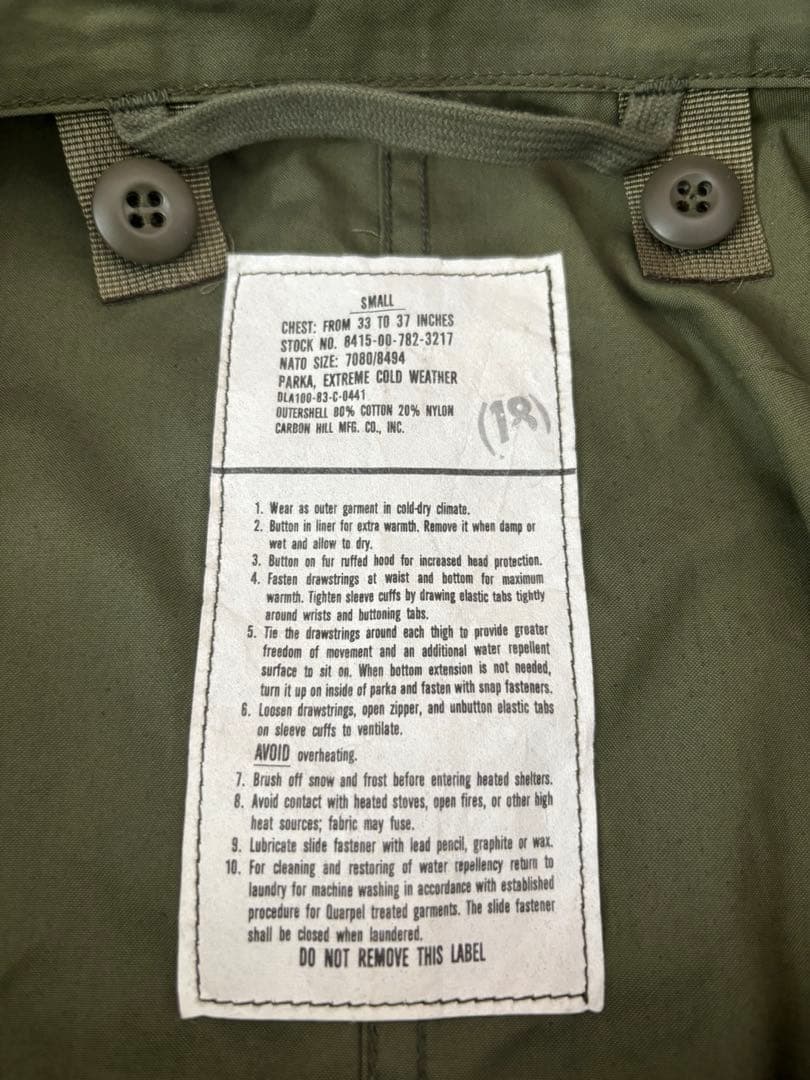 SMALL
CHEST: FROM 33 TO 37 INCHES
STOCK NO. 8415-00-782-3217
NATO SIZE: 7080/8494
PARKA, EXTREME COLD WEATHER
DLA100-83-C-0441
OUTERSHELL 80% COTTON 20% NYLON
CARBON HILL MFG. CO., INC.
(18)
1. Wear as outer garment in cold-dry climate.
2. Button in liner for extra warmth. Remove it when damp or
wet and allow to dry.
3. Button on fur ruffed hood for increased head protection.
4. Fasten drawstrings at waist and bottom for maximum
warmth. Tighten sleeve cuffs by drawing elastic tabs tightly
around wrists and buttoning tabs.
5. Tie the drawstrings around each thigh to provide greater
freedom of movement and an additional water repellent
surface to sit on. When bottom extension is not needed,
turn it up on inside of parka and fasten with snap fasteners.
6. Loosen drawstrings, open zipper, and unbutton elastic tabs
on sleeve cuffs to ventilate.
AVOID overheating.
7. Brush off snow and frost before entering heated shelters.
8. Avoid contact with heated stoves, open fires, or other high
heat sources; fabric may fuse.
9. Lubricate slide fastener with lead pencil, graphite or wax.
10. For cleaning and restoring of water repellency return to
laundry for machine washing in accordance with established
procedure for Quarpel treated garments. The slide fastener
shall be closed when laundered.
DO NOT REMOVE THIS LABEL